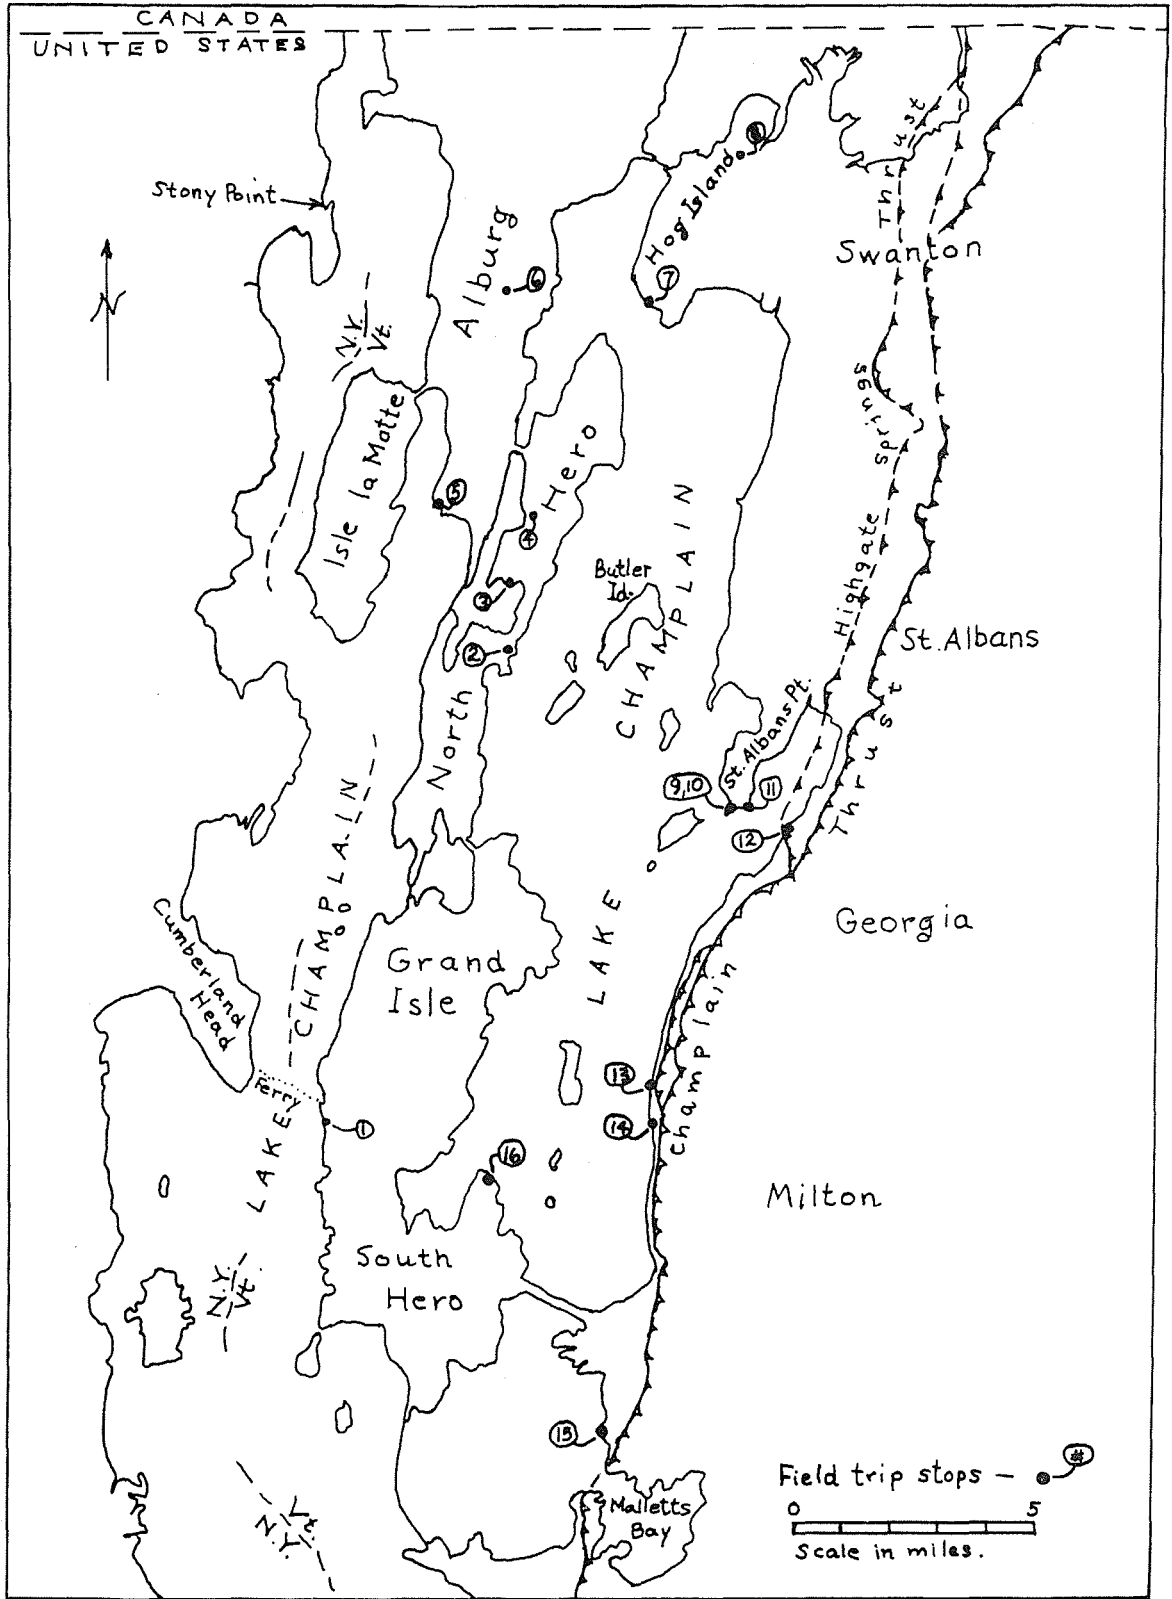 CANADA
UNITED STATES
Stony Point
Alburg
Hog Island
8
7
6
Thrust
Swanton
N.Y.
Vt.
Isle la Motte
Hero
5
4
3
2
North
Butler
Id.
CHAMPLAIN
LAKE
Highgate Springs
St. Albans
St. Albans Pt.
9,10
11
12
Thrust
Champlain
Georgia
CHAMPLAIN
LAKE
Cumberland
Head
Ferry
Grand
Isle
1
13
14
16
Milton
South
Hero
N.Y.
Vt.
15
Malletts
Bay
N.Y.
Vt.
Field trip stops — #
0 5
Scale in miles.